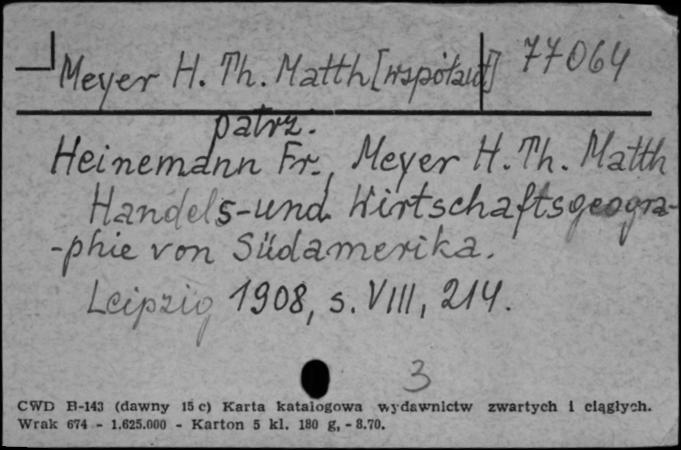 Meyer H. Th. Matth [współaut] 77064
patrz:
Heinemann Fr., Meyer H. Th. Matth
Handels-und Wirtschaftsgeogra-
-phie von Südamerika.
Leipzig 1908, s. VIII, 214.
3
CWD B-143 (dawny 15 c) Karta katalogowa wydawnictw zwartych i ciągłych.
Wrak 674 - 1.625.000 - Karton 5 kl. 180 g, - 8.70.